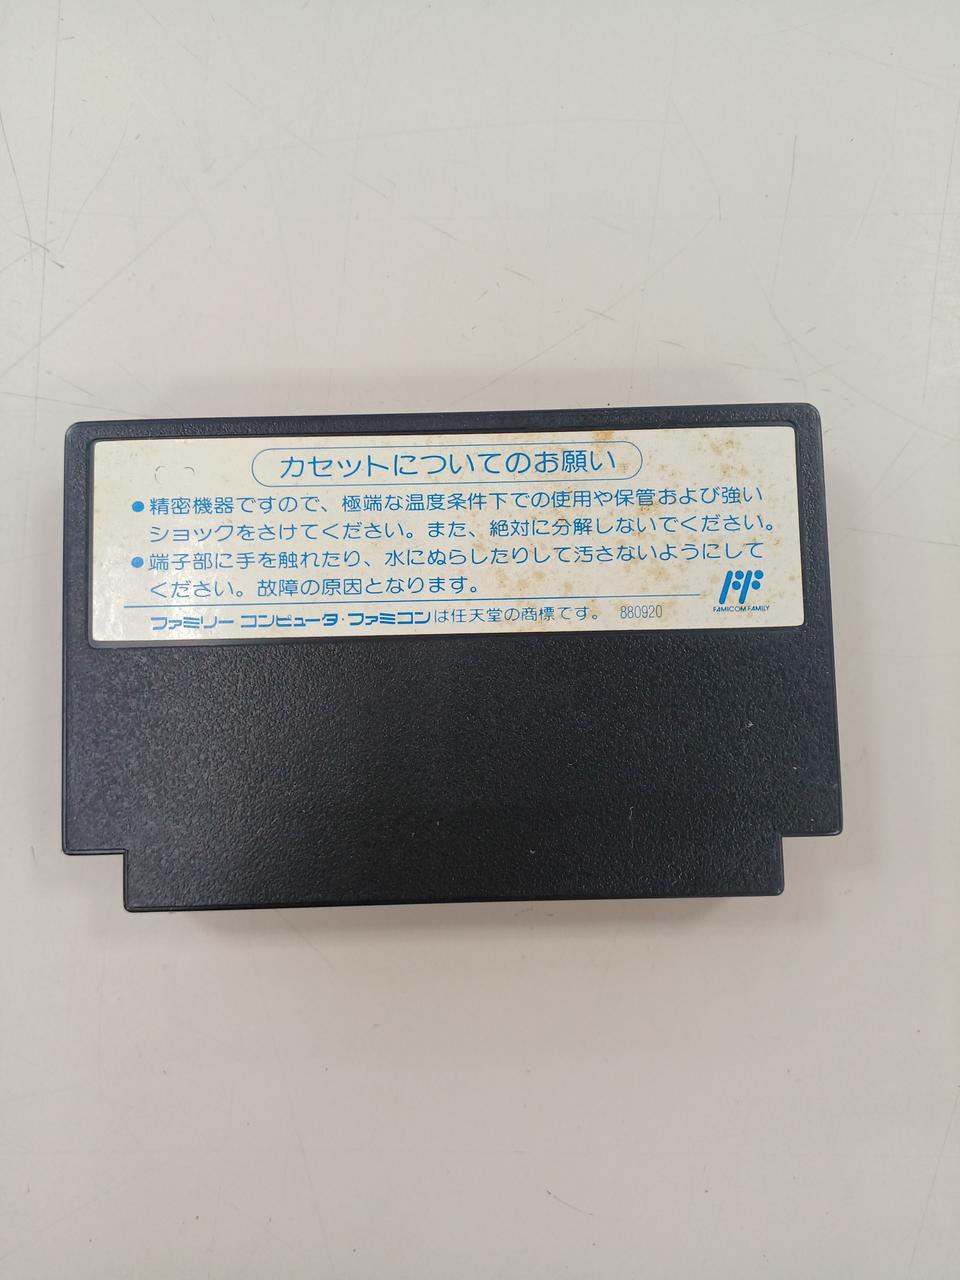 カセットについてのお願い
●精密機器ですので、極端な温度条件下での使用や保管および強い
ショックをさけてください。また、絶対に分解しないでください。
●端子部に手を触れたり、水にぬらしたりして汚さないようにして
ください。故障の原因となります。
FAMICOM FAMILY
ファミリー コンピュータ・ファミコンは任天堂の商標です。 880920